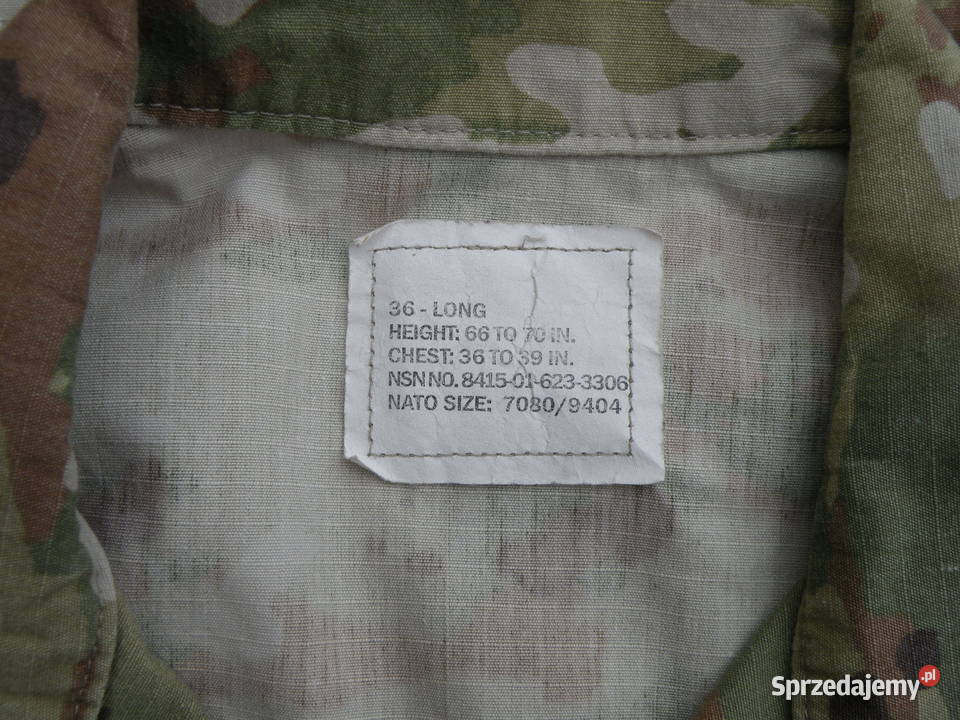 36 - LONG
HEIGHT: 66 TO 70 IN.
CHEST: 36 TO 39 IN.
NSN NO. 8415-01-623-3306
NATO SIZE: 7080/9404
Sprzedajemy.pl